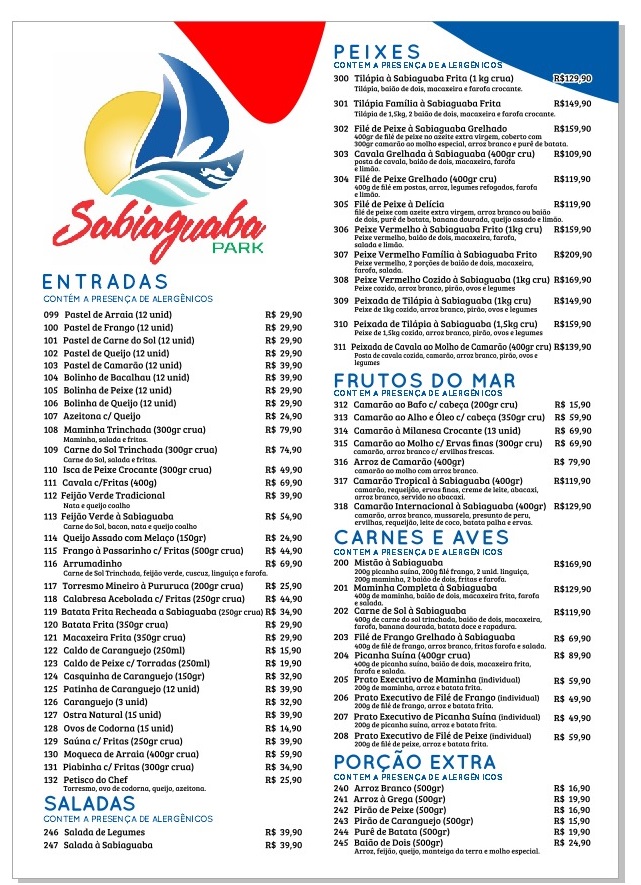 Sabiaguaba
PARK
ENTRADAS
CONTÉM A PRESENÇA DE ALERGÊNICOS
099 Pastel de Arraia (12 unid) R$ 29,90
100 Pastel de Frango (12 unid) R$ 29,90
101 Pastel de Carne do Sol (12 unid) R$ 29,90
102 Pastel de Queijo (12 unid) R$ 29,90
103 Pastel de Camarão (12 unid) R$ 39,90
104 Bolinho de Bacalhau (12 unid) R$ 39,90
105 Bolinha de Peixe (12 unid) R$ 29,90
106 Bolinha de Queijo (12 unid) R$ 29,90
107 Azeitona c/ Queijo R$ 24,90
108 Maminha Trinchada (300gr crua) R$ 79,90
Maminha, salada e fritas.
109 Carne do Sol Trinchada (300gr crua) R$ 74,90
Carne do Sol, salada e fritas.
110 Isca de Peixe Crocante (300gr crua) R$ 49,90
111 Cavala c/Fritas (400g) R$ 69,90
112 Feijão Verde Tradicional R$ 39,90
Nata e queijo coalho
113 Feijão Verde à Sabiaguaba R$ 54,90
Carne do Sol, bacon, nata e queijo coalho
114 Queijo Assado com Melaço (150gr) R$ 24,90
115 Frango à Passarinho c/ Fritas (500gr crua) R$ 44,90
116 Arrumadinho R$ 69,90
Carne de Sol Trinchada, feijão verde, cuscuz, linguiça e farofa.
117 Torresmo Mineiro à Pururuca (200gr crua) R$ 25,90
118 Calabresa Acebolada c/ Fritas (250gr crua) R$ 44,90
119 Batata Frita Recheada a Sabiaguaba (250gr crua) R$ 34,90
120 Batata Frita (350gr crua) R$ 29,90
121 Macaxeira Frita (350gr crua) R$ 29,90
122 Caldo de Caranguejo (250ml) R$ 15,90
123 Caldo de Peixe c/ Torradas (250ml) R$ 19,90
124 Casquinha de Caranguejo (150gr) R$ 32,90
125 Patinha de Caranguejo (12 unid) R$ 39,90
126 Caranguejo (3 unid) R$ 32,90
127 Ostra Natural (15 unid) R$ 39,90
128 Ovos de Codorna (15 unid) R$ 14,90
129 Saúna c/ Fritas (250gr crua) R$ 39,90
130 Moqueca de Arraia (400gr crua) R$ 59,90
131 Piabinha c/ Fritas (300gr crua) R$ 34,90
132 Petisco do Chef R$ 25,90
Torresmo, ovo de codorna, queijo, azeitona.
SALADAS
CONTEM A PRESENÇA DE ALERGÊNICOS
246 Salada de Legumes R$ 39,90
247 Salada à Sabiaguaba R$ 39,90
PEIXES
CONTEM A PRESENÇA DE ALERGÊNICOS
300 Tilápia à Sabiaguaba Frita (1 kg crua) R$129,90
Tilápia, baião de dois, macaxeira e farofa crocante.
301 Tilápia Família à Sabiaguaba Frita R$149,90
Tilápia de 1,5kg, 2 baião de dois, macaxeira e farofa crocante.
302 Filé de Peixe à Sabiaguaba Grelhado R$159,90
400gr de filé de peixe no azeite extra virgem, coberto com
300gr camarão ao molho especial, arroz branco e purê de batata.
303 Cavala Grelhada à Sabiaguaba (400gr cru) R$109,90
posta de cavala, baião de dois, macaxeira, farofa
e limão.
304 Filé de Peixe Grelhado (400gr cru) R$119,90
400g de filé em postas, arroz, legumes refogados, farofa
e limão.
305 Filé de Peixe à Delícia R$119,90
filé de peixe com azeite extra virgem, arroz branco ou baião
de dois, purê de batata, banana dourada, queijo assado e limão.
306 Peixe Vermelho à Sabiaguaba Frito (1kg cru) R$159,90
Peixe vermelho, baião de dois, macaxeira, farofa,
salada e limão.
307 Peixe Vermelho Família à Sabiaguaba Frito R$209,90
Peixe vermelho, 2 porções de baião de dois, macaxeira,
farofa, salada.
308 Peixe Vermelho Cozido à Sabiaguaba (1kg cru) R$169,90
Peixe cozido, arroz branco, pirão, ovos e legumes
309 Peixada de Tilápia à Sabiaguaba (1kg cru) R$149,90
Peixe de 1kg cozido, arroz branco, pirão, ovos e legumes
310 Peixada de Tilápia à Sabiaguaba (1,5kg cru) R$159,90
Peixe de 1,5kg cozido, arroz branco, pirão, ovos e legumes
311 Peixada de Cavala ao Molho de Camarão (400gr cru) R$139,90
Posta de cavala cozida, camarão, arroz branco, pirão, ovos e
legumes
FRUTOS DO MAR
CONTEM A PRESENÇA DE ALERGÊNICOS
312 Camarão ao Bafo c/ cabeça (200gr cru) R$ 15,90
313 Camarão ao Alho e Óleo c/ cabeça (350gr cru) R$ 59,90
314 Camarão à Milanesa Crocante (13 unid) R$ 69,90
315 Camarão ao Molho c/ Ervas finas (300gr cru) R$ 69,90
camarão, arroz branco c/ ervilhas frescas.
316 Arroz de Camarão (400gr) R$ 79,90
camarão ao molho com arroz branco.
317 Camarão Tropical à Sabiaguaba (400gr) R$119,90
camarão, requeijão, ervas finas, creme de leite, abacaxi,
arroz branco, servido no abacaxi.
318 Camarão Internacional à Sabiaguaba (400gr) R$129,90
camarão, arroz branco, mussarela, presunto de peru,
ervilhas, requeijão, leite de coco, batata palha e ervas.
CARNES E AVES
CONTEM A PRESENÇA DE ALERGÊNICOS
200 Mistão à Sabiaguaba R$169,90
200g picanha suína, 200g filé frango, 2 unid. linguiça,
200g maminha, 2 baião de dois, fritas e farofa.
201 Maminha Completa à Sabiaguaba R$129,90
400g de maminha, baião de dois, macaxeira frita, farofa
e salada.
202 Carne de Sol à Sabiaguaba R$119,90
400g de carne do sol trinchada, baião de dois, macaxeira,
farofa, banana dourada, batata doce e rapadura.
203 Filé de Frango Grelhado à Sabiaguaba R$ 69,90
400g de filé de frango, arroz branco, fritas farofa e salada.
204 Picanha Suína (400gr crua) R$ 89,90
400g de picanha suína, baião de dois, macaxeira frita,
farofa e salada.
205 Prato Executivo de Maminha (individual) R$ 59,90
200g de maminha, arroz e batata frita.
206 Prato Executivo de Filé de Frango (individual) R$ 49,90
200g de filé de frango, arroz e batata frita.
207 Prato Executivo de Picanha Suína (individual) R$ 49,90
200g de picanha suína, arroz e batata frita.
208 Prato Executivo de Filé de Peixe (individual) R$ 59,90
200g de filé de peixe, arroz e batata frita.
PORÇÃO EXTRA
CONTEM A PRESENÇA DE ALERGÊNICOS
240 Arroz Branco (500gr) R$ 16,90
241 Arroz à Grega (500gr) R$ 19,90
242 Pirão de Peixe (500gr) R$ 16,90
243 Pirão de Caranguejo (500gr) R$ 15,90
244 Purê de Batata (500gr) R$ 19,90
245 Baião de Dois (500gr) R$ 24,90
Arroz, feijão, queijo, manteiga da terra e molho especial.